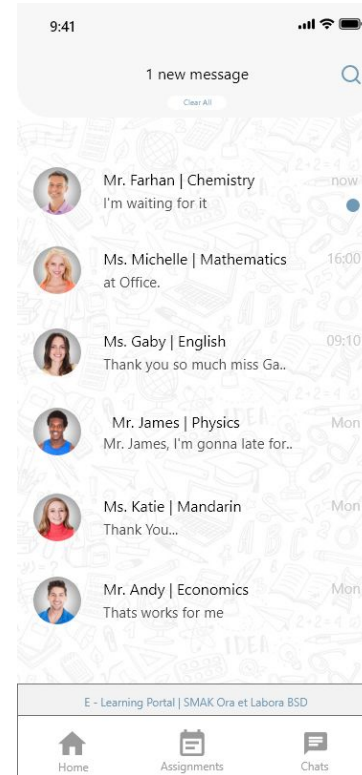 9:41
1 new message
Clear All
Mr. Farhan | Chemistry
now
I'm waiting for it
Ms. Michelle | Mathematics
16:00
at Office.
Ms. Gaby | English
09:10
Thank you so much miss Ga..
Mr. James | Physics
Mon
Mr. James, I'm gonna late for..
Ms. Katie | Mandarin
Mon
Thank You...
Mr. Andy | Economics
Mon
Thats works for me
E - Learning Portal | SMAK Ora et Labora BSD
Home
Assignments
Chats